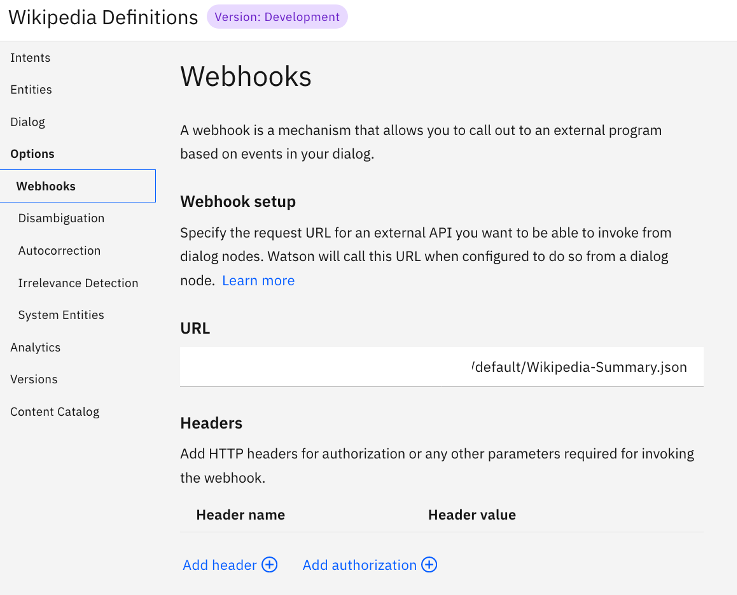 Wikipedia Definitions
Version: Development
Intents
Entities
Dialog
Options
Webhooks
Disambiguation
Autocorrection
Irrelevance Detection
System Entities
Analytics
Versions
Content Catalog
Webhooks
A webhook is a mechanism that allows you to call out to an external program
based on events in your dialog.
Webhook setup
Specify the request URL for an external API you want to be able to invoke from
dialog nodes. Watson will call this URL when configured to do so from a dialog
node. Learn more
URL
/default/Wikipedia-Summary.json
Headers
Add HTTP headers for authorization or any other parameters required for invoking
the webhook.
Header name Header value
Add header Add authorization